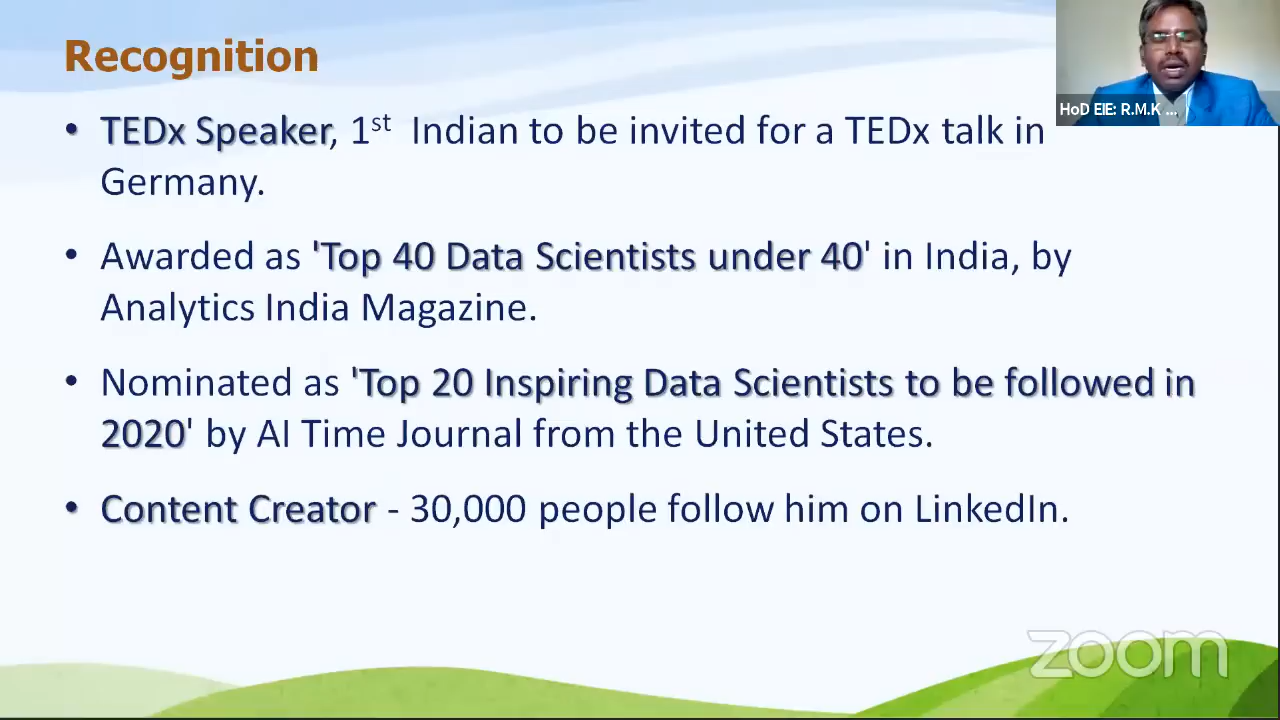 Recognition
• TEDx Speaker, 1st Indian to be invited for a TEDx talk in
Germany.
• Awarded as 'Top 40 Data Scientists under 40' in India, by
Analytics India Magazine.
• Nominated as 'Top 20 Inspiring Data Scientists to be followed in
2020' by AI Time Journal from the United States.
• Content Creator - 30,000 people follow him on LinkedIn.
HoD EIE: R.M.K ...
zoom